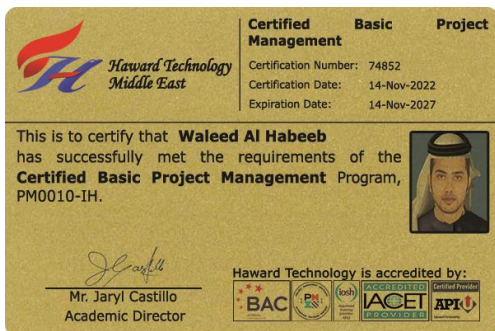 Haward Technology
Middle East
Certified Basic Project
Management
Certification Number: 74852
Certification Date: 14-Nov-2022
Expiration Date: 14-Nov-2027
This is to certify that Waleed Al Habeeb
has successfully met the requirements of the
Certified Basic Project Management Program,
PM0010-IH.
Mr. Jaryl Castillo
Academic Director
Haward Technology is accredited by:
BAC
PM
iosh
ACCREDITED
IACET
PROVIDER
Certified Provider
API U